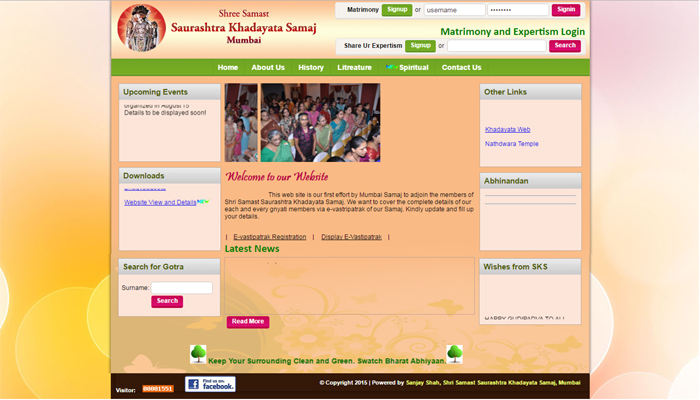 Shree Samast
Saurashtra Khadayata Samaj
Mumbai
Matrimony Signup or username •••••••• Signin
Matrimony and Expertism Login
Share Ur Expertism Signup or Search
Home About Us History Litreature Spiritual Contact Us
Upcoming Events
organized in August 15
Details to be displayed soon!
Downloads
Website View and Details
Search for Gotra
Surname:
Search
Welcome to our Website
This web site is our first effort by Mumbai Samaj to adjoin the members of
Shri Samast Saurashtra Khadayata Samaj. We want to cover the complete details of our
each and every gnyati members via e-vastripatrak of our Samaj. Kindly update and fill up
your details.
| E-vastipatrak Registration | Display E-Vastipatrak |
Latest News
Read More
Other Links
Khadayata Web
Nathdwara Temple
Abhinandan
Wishes from SKS
HAPPY GUDIPADVA TO ALL
Keep Your Surrounding Clean and Green. Swatch Bharat Abhiyaan.
Visitor: 00001551
Find us on
facebook.
© Copyright 2015 | Powered by Sanjay Shah, Shri Samast Saurashtra Khadayata Samaj, Mumbai